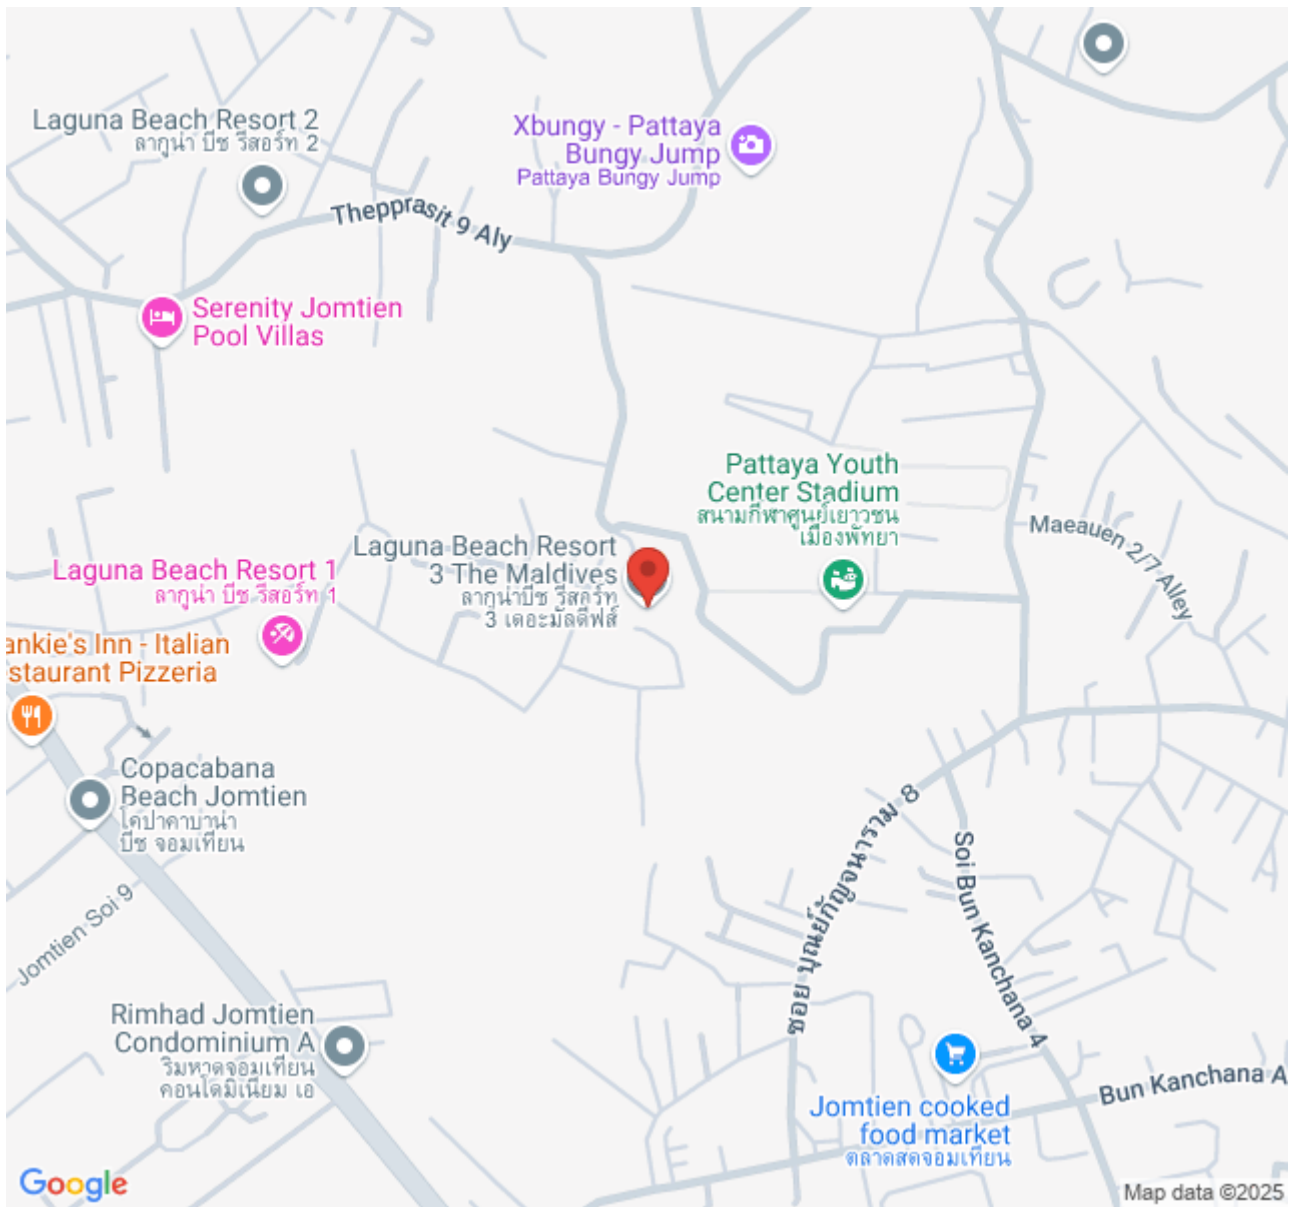 Laguna Beach Resort 2
ลากูน่า บีช รีสอร์ท 2
Xbungy - Pattaya
Bungy Jump
Pattaya Bungy Jump
Thepprasit 9 Aly
Serenity Jomtien
Pool Villas
Pattaya Youth
Center Stadium
สนามกีฬาศูนย์เยาวชน
เมืองพัทยา
Maeauen 2/7 Alley
Laguna Beach Resort
3 The Maldives
ลากูน่าบีช รีสอร์ท
3 เดอะมัลดีฟส์
Laguna Beach Resort 1
ลากูน่า บีช รีสอร์ท 1
ankie's Inn - Italian
staurant Pizzeria
Copacabana
Beach Jomtien
โคปาคาบาน่า
บีช จอมเทียน
Jomtien Soi 9
ซอย บุณย์กัญจนาราม 8
Soi Bun Kanchana 4
Rimhad Jomtien
Condominium A
ริมหาดจอมเทียน
คอนโดมิเนียม เอ
Bun Kanchana A
Jomtien cooked
food market
ตลาดสดจอมเทียน
Google
Map data ©2025